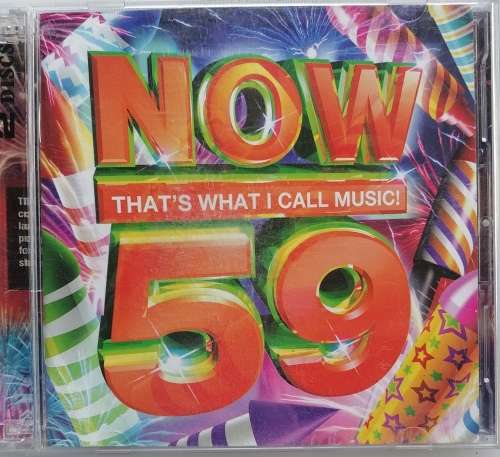 2 DISCS
NOW
THAT'S WHAT I CALL MUSIC!
59